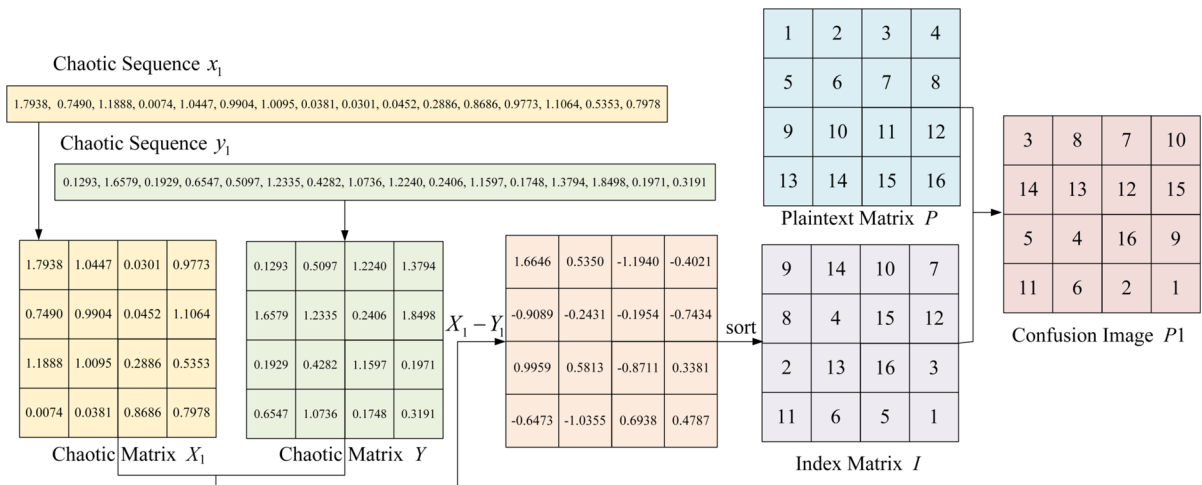 Chaotic Sequence x₁
1.7938, 0.7490, 1.1888, 0.0074, 1.0447, 0.9904, 1.0095, 0.0381, 0.0301, 0.0452, 0.2886, 0.8686, 0.9773, 1.1064, 0.5353, 0.7978
Chaotic Sequence y₁
0.1293, 1.6579, 0.1929, 0.6547, 0.5097, 1.2335, 0.4282, 1.0736, 1.2240, 0.2406, 1.1597, 0.1748, 1.3794, 1.8498, 0.1971, 0.3191
1.7938 1.0447 0.0301 0.9773
0.7490 0.9904 0.0452 1.1064
1.1888 1.0095 0.2886 0.5353
0.0074 0.0381 0.8686 0.7978
Chaotic Matrix X₁
0.1293 0.5097 1.2240 1.3794
1.6579 1.2335 0.2406 1.8498
0.1929 0.4282 1.1597 0.1971
0.6547 1.0736 0.1748 0.3191
Chaotic Matrix Y
X₁ − Y₁
1.6646 0.5350 -1.1940 -0.4021
-0.9089 -0.2431 -0.1954 -0.7434
0.9959 0.5813 -0.8711 0.3381
-0.6473 -1.0355 0.6938 0.4787
sort
1 2 3 4
5 6 7 8
9 10 11 12
13 14 15 16
Plaintext Matrix P
9 14 10 7
8 4 15 12
2 13 16 3
11 6 5 1
Index Matrix I
3 8 7 10
14 13 12 15
5 4 16 9
11 6 2 1
Confusion Image P1